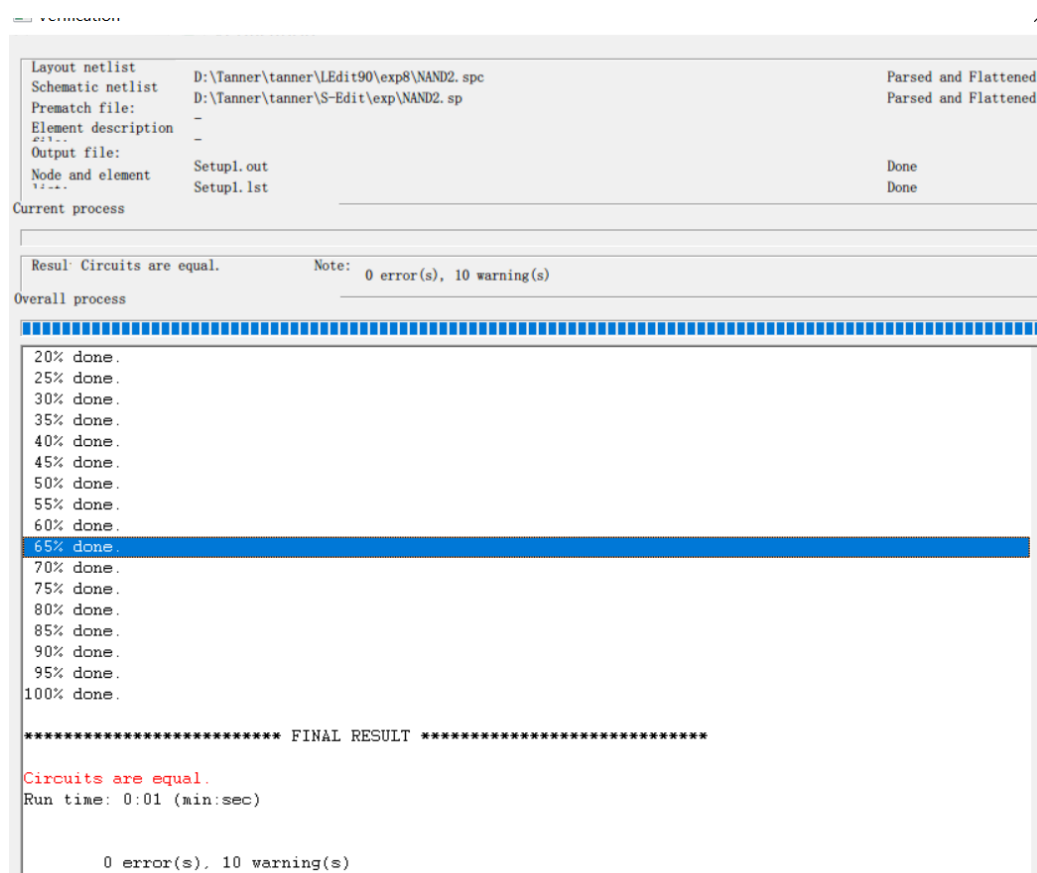 Verification
Layout netlist
D:\Tanner\tanner\LEdit90\exp8\NAND2.spc Parsed and Flattened
Schematic netlist
D:\Tanner\tanner\S-Edit\exp\NAND2.sp Parsed and Flattened
Prematch file:
-
Element description
-
Output file:
Setup1.out Done
Node and element
Setup1.lst Done
Current process
Resul Circuits are equal. Note: 0 error(s), 10 warning(s)
Overall process
20% done.
25% done.
30% done.
35% done.
40% done.
45% done.
50% done.
55% done.
60% done.
65% done.
70% done.
75% done.
80% done.
85% done.
90% done.
95% done.
100% done.
************************** FINAL RESULT *****************************
Circuits are equal.
Run time: 0:01 (min:sec)
0 error(s), 10 warning(s)